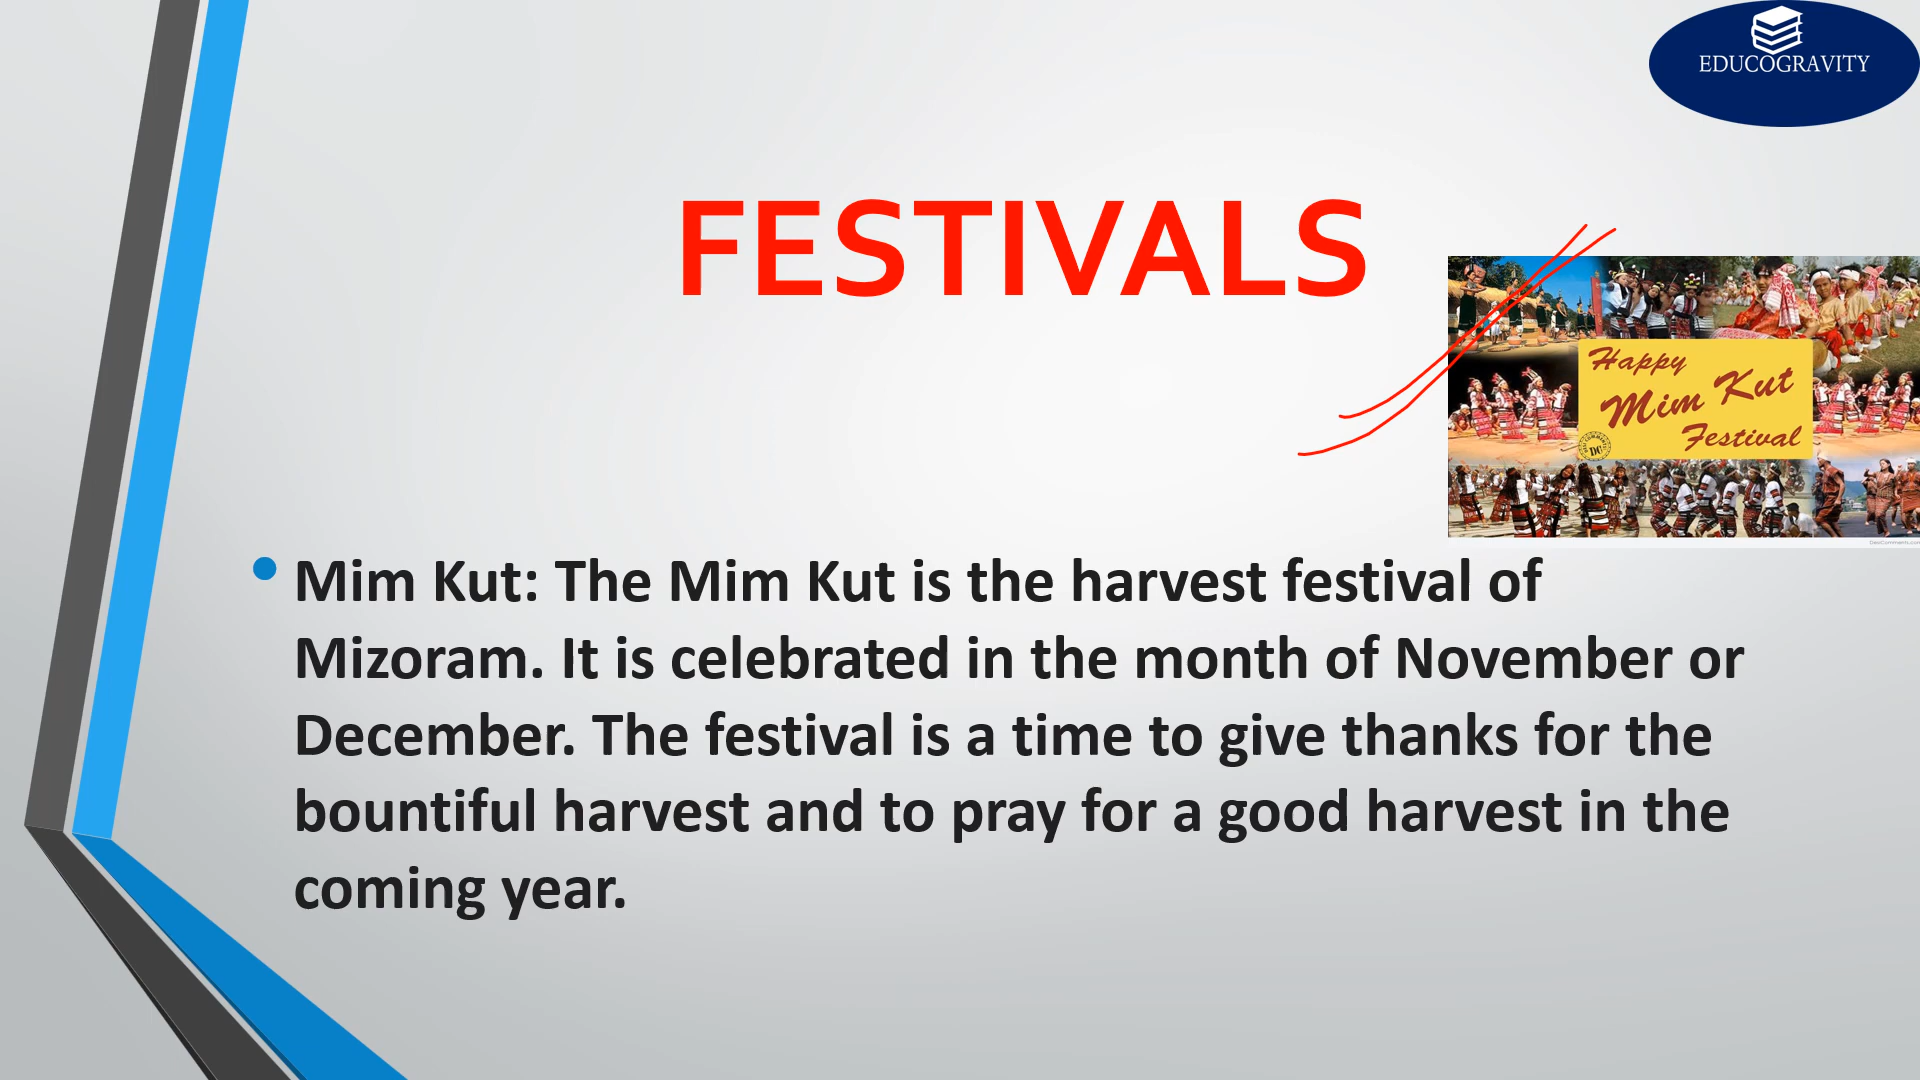 EDUCOGRAVITY
FESTIVALS
Happy
Mim Kut
Festival
Mim Kut: The Mim Kut is the harvest festival of
Mizoram. It is celebrated in the month of November or
December. The festival is a time to give thanks for the
bountiful harvest and to pray for a good harvest in the
coming year.